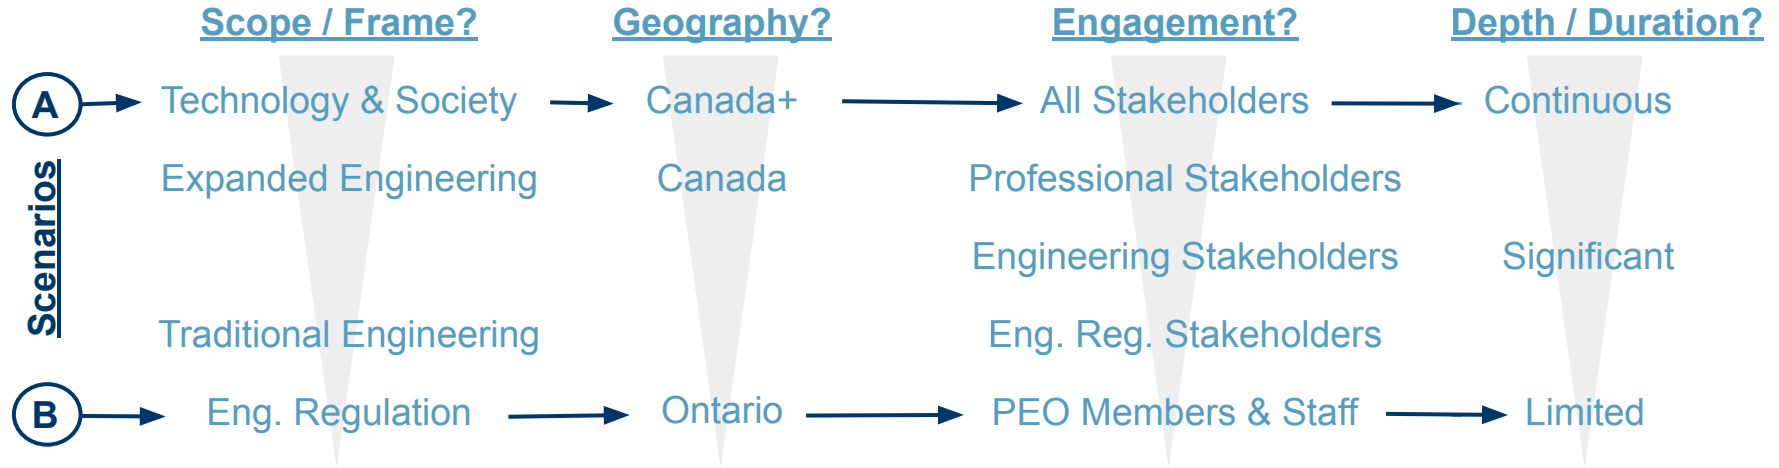 Scope / Frame? Geography? Engagement? Depth / Duration?
A Technology & Society Canada+ All Stakeholders Continuous
Expanded Engineering Canada Professional Stakeholders
Scenarios
Engineering Stakeholders Significant
Traditional Engineering Eng. Reg. Stakeholders
B Eng. Regulation Ontario PEO Members & Staff Limited